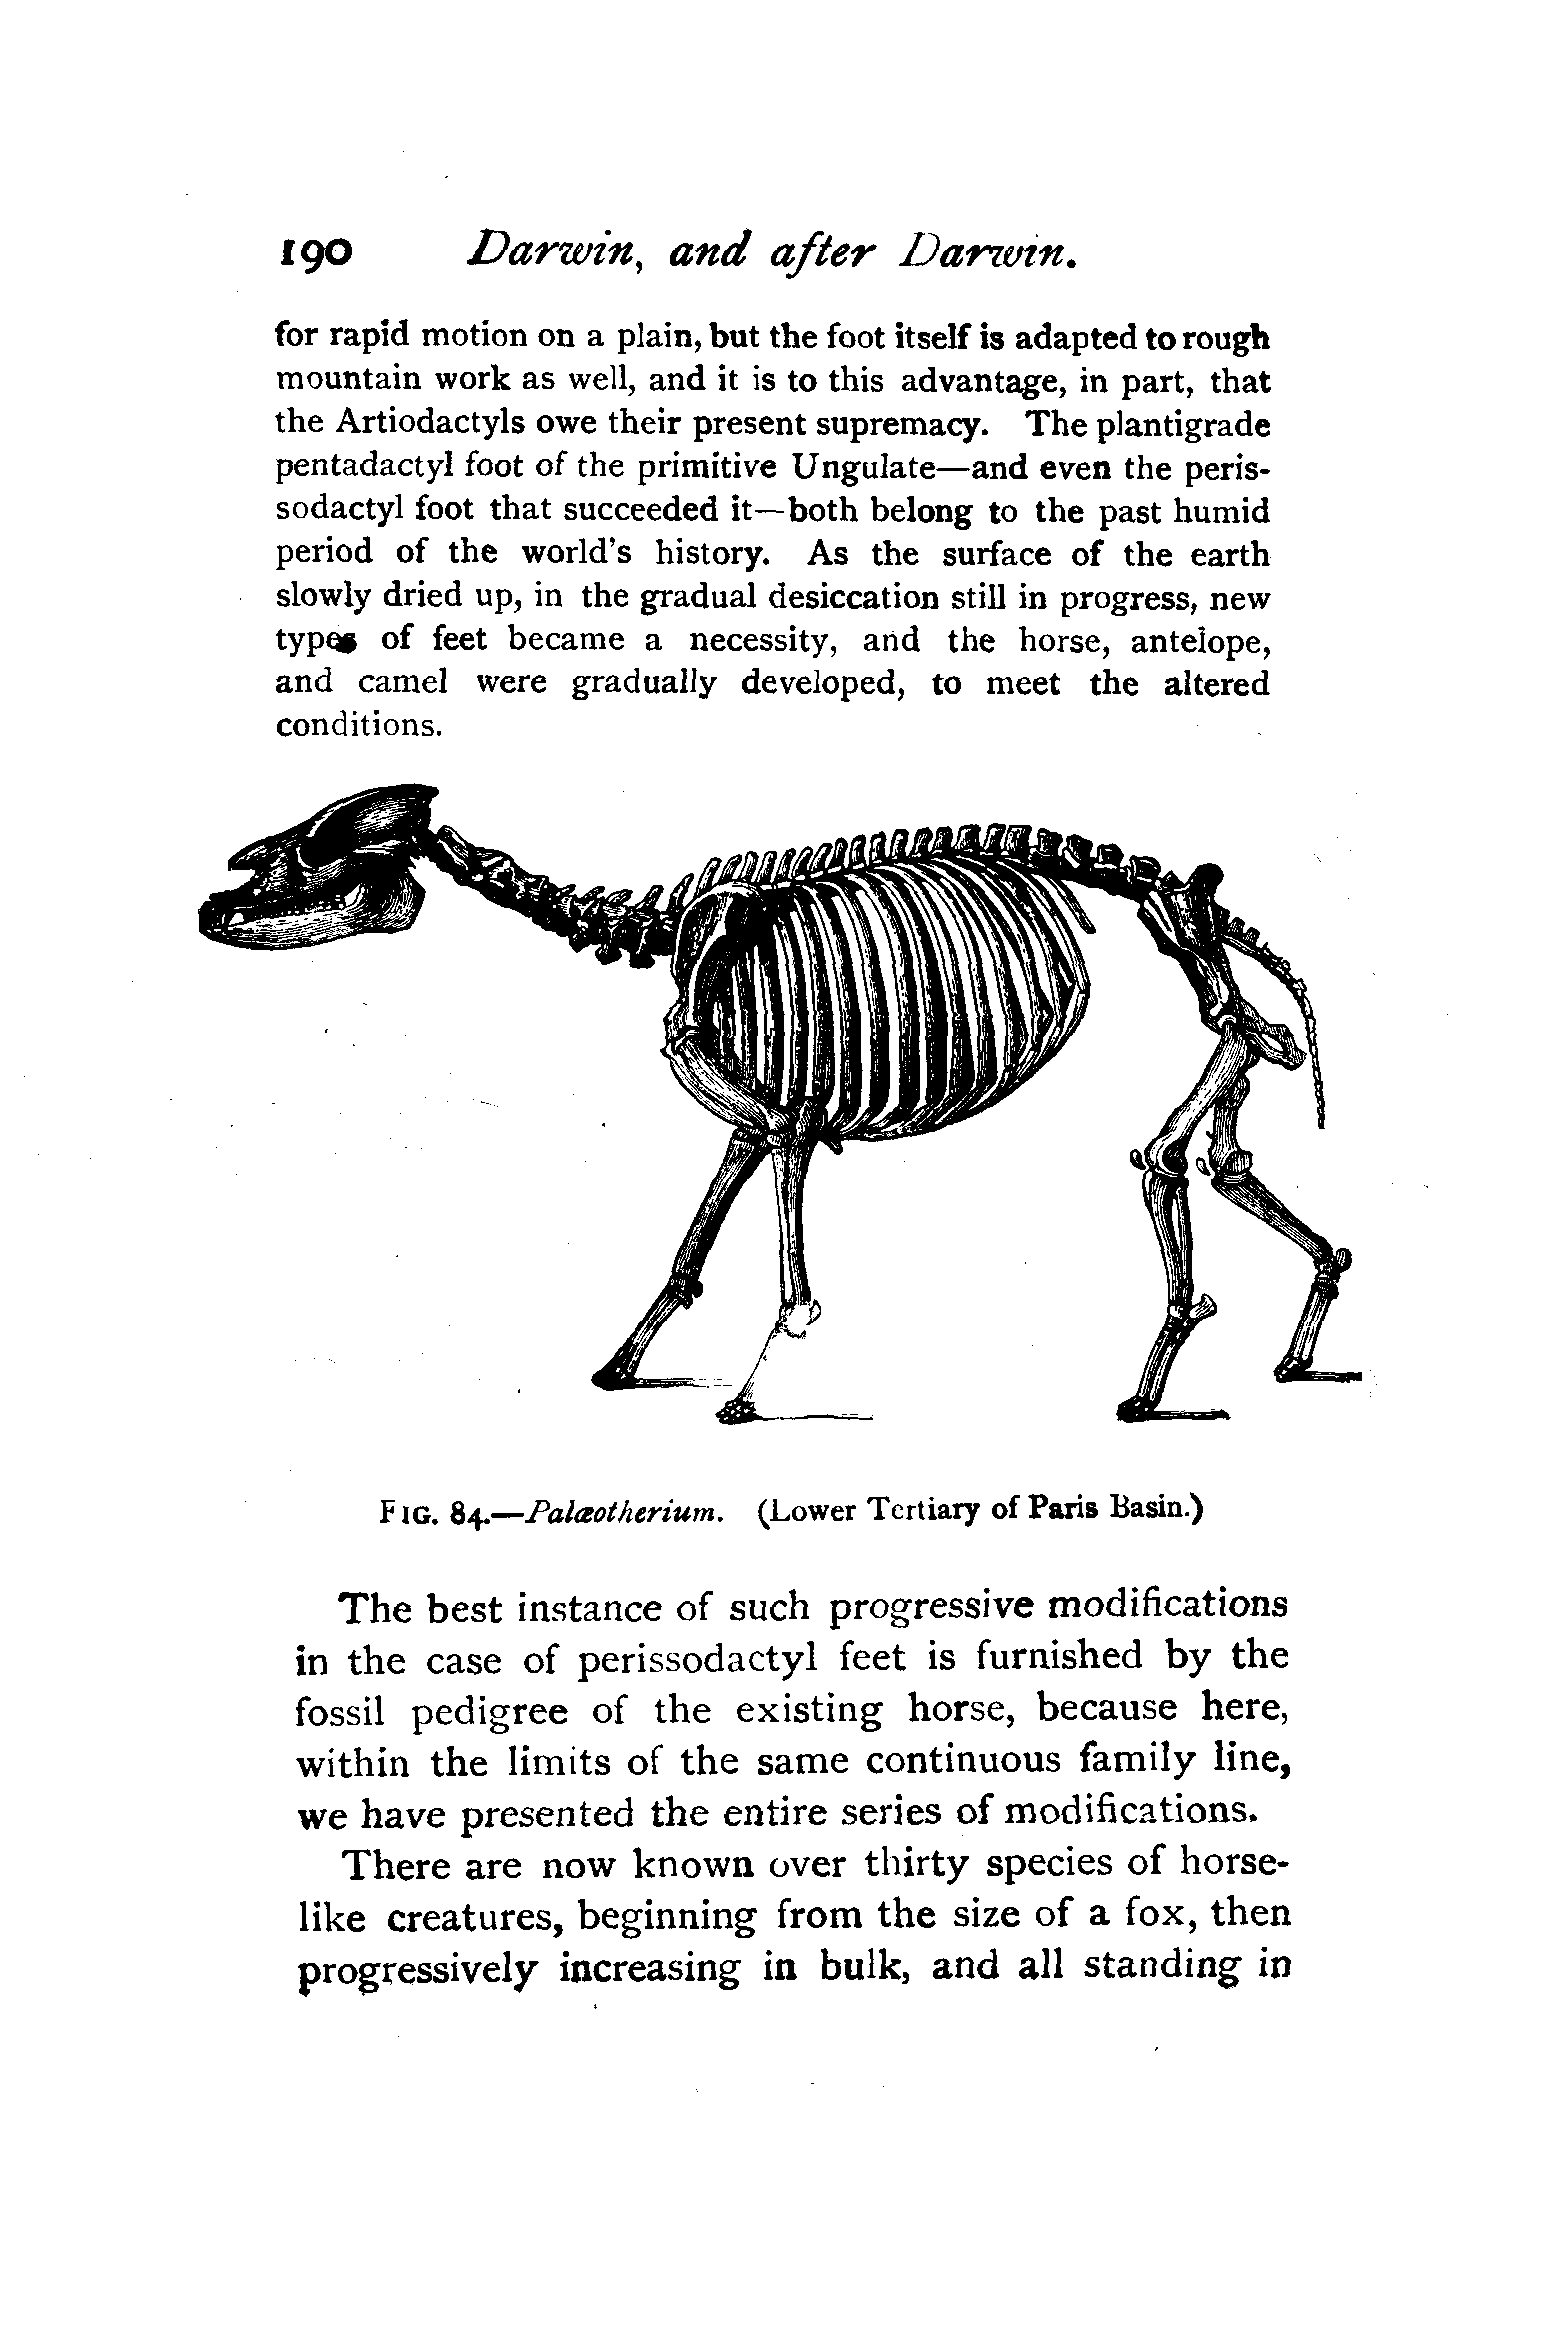 190 Darwin, and after Darwin.
for rapid motion on a plain, but the foot itself is adapted to rough
mountain work as well, and it is to this advantage, in part, that
the Artiodactyls owe their present supremacy. The plantigrade
pentadactyl foot of the primitive Ungulate—and even the peris-
sodactyl foot that succeeded it—both belong to the past humid
period of the world's history. As the surface of the earth
slowly dried up, in the gradual desiccation still in progress, new
types of feet became a necessity, and the horse, antelope,
and camel were gradually developed, to meet the altered
conditions.
FIG. 84.—Palæotherium. (Lower Tertiary of Paris Basin.)
The best instance of such progressive modifications
in the case of perissodactyl feet is furnished by the
fossil pedigree of the existing horse, because here,
within the limits of the same continuous family line,
we have presented the entire series of modifications.
There are now known over thirty species of horse-
like creatures, beginning from the size of a fox, then
progressively increasing in bulk, and all standing in